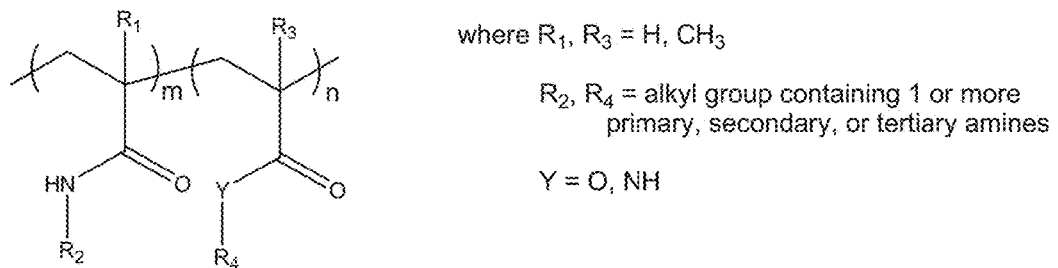 R1
R3
m
n
HN
O
Y
O
R2
R4
where R1, R3 = H, CH3
R2, R4 = alkyl group containing 1 or more
primary, secondary, or tertiary amines
Y = O, NH